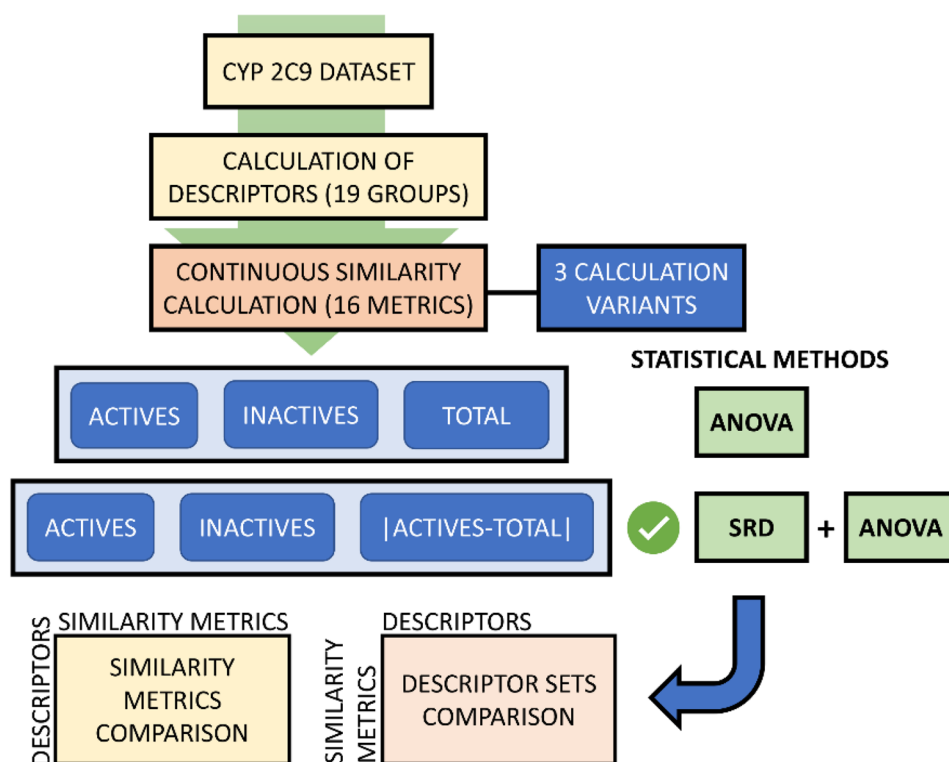 CYP 2C9 DATASET
CALCULATION OF
DESCRIPTORS (19 GROUPS)
CONTINUOUS SIMILARITY
CALCULATION (16 METRICS)
3 CALCULATION
VARIANTS
STATISTICAL METHODS
ACTIVES
INACTIVES
TOTAL
ANOVA
ACTIVES
INACTIVES
|ACTIVES-TOTAL|
SRD
+
ANOVA
SIMILARITY METRICS
DESCRIPTORS
SIMILARITY
METRICS
COMPARISON
DESCRIPTORS
SIMILARITY
METRICS
DESCRIPTOR SETS
COMPARISON